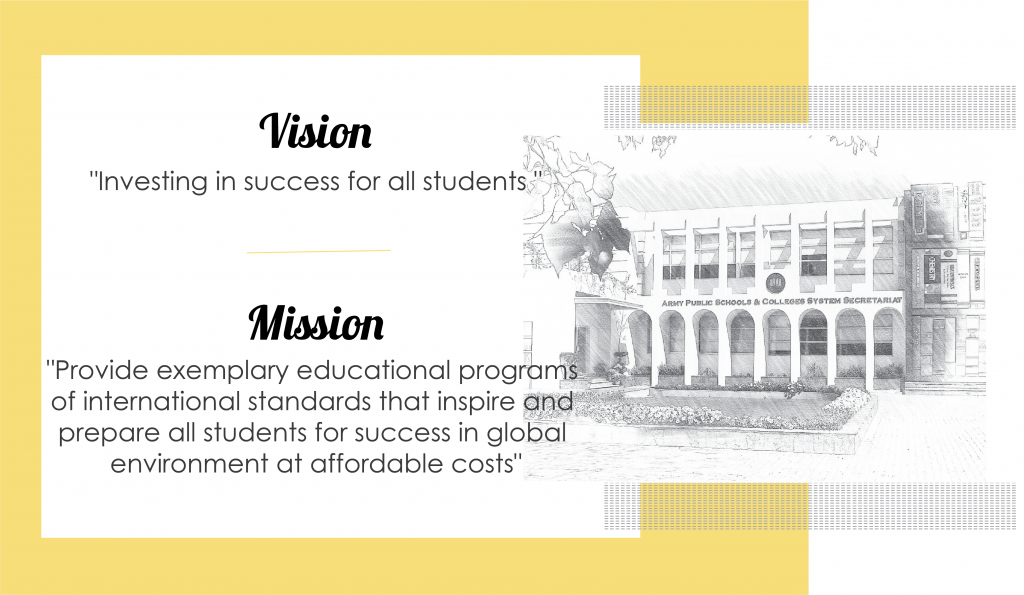 Vision
"Investing in success for all students."
Mission
"Provide exemplary educational programs
of international standards that inspire and
prepare all students for success in global
environment at affordable costs"
ARMY PUBLIC SCHOOLS & COLLEGES SYSTEM SECRETARIAT